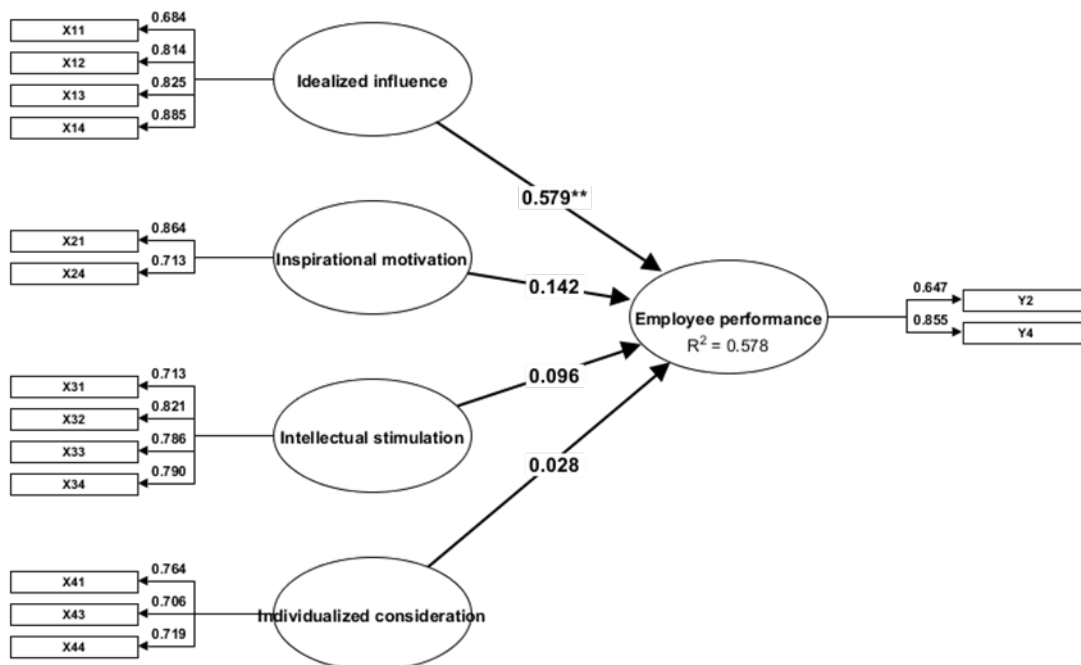 0.684
X11
0.814
X12
0.825
X13
0.885
X14
Idealized influence
0.579**
0.864
X21
0.713
X24
Inspirational motivation
0.142
Employee performance
R² = 0.578
0.647
Y2
0.855
Y4
0.713
X31
0.821
X32
0.786
X33
0.790
X34
Intellectual stimulation
0.096
0.028
0.764
X41
0.706
X43
0.719
X44
Individualized consideration